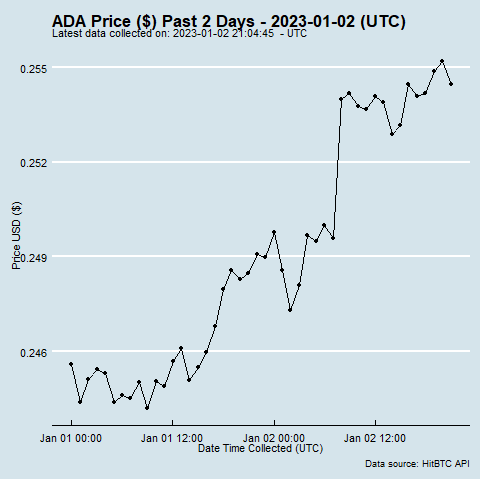 ADA Price ($) Past 2 Days - 2023-01-02 (UTC)
Latest data collected on: 2023-01-02 21:04:45 - UTC
0.255
0.252
0.249
0.246
Price USD ($)
Jan 01 00:00
Jan 01 12:00
Jan 02 00:00
Jan 02 12:00
Date Time Collected (UTC)
Data source: HitBTC API